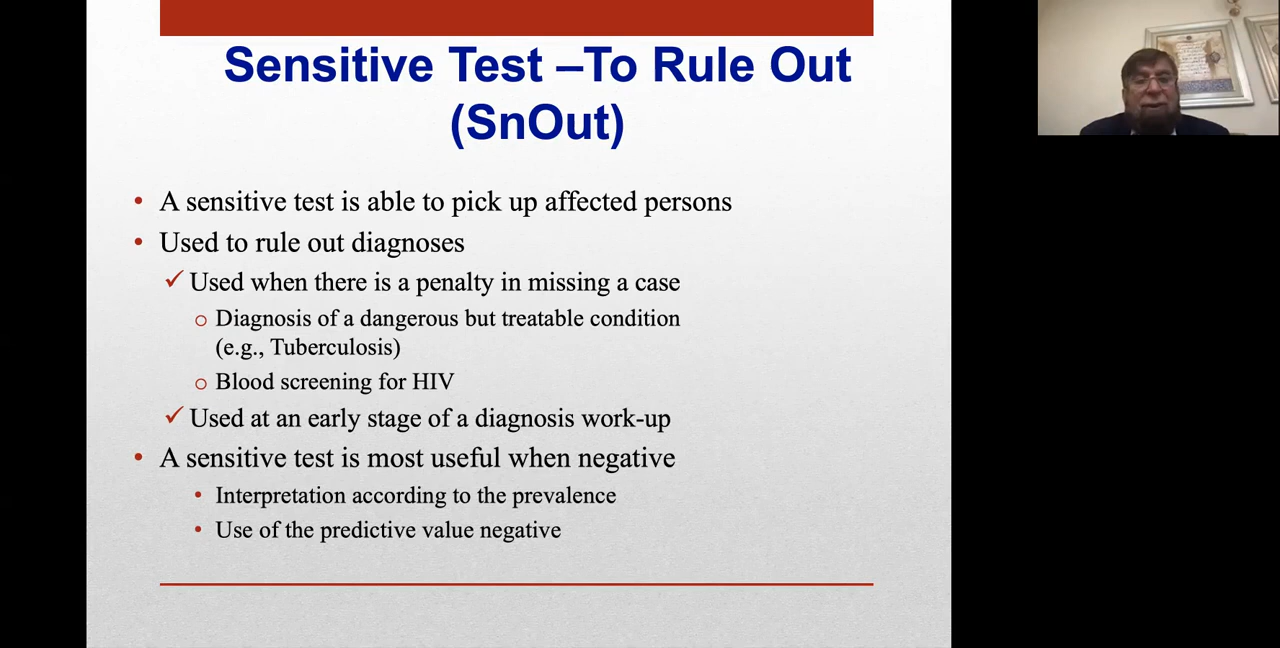 Sensitive Test –To Rule Out
(SnOut)
• A sensitive test is able to pick up affected persons
• Used to rule out diagnoses
✓ Used when there is a penalty in missing a case
o Diagnosis of a dangerous but treatable condition
(e.g., Tuberculosis)
o Blood screening for HIV
✓ Used at an early stage of a diagnosis work-up
• A sensitive test is most useful when negative
• Interpretation according to the prevalence
• Use of the predictive value negative